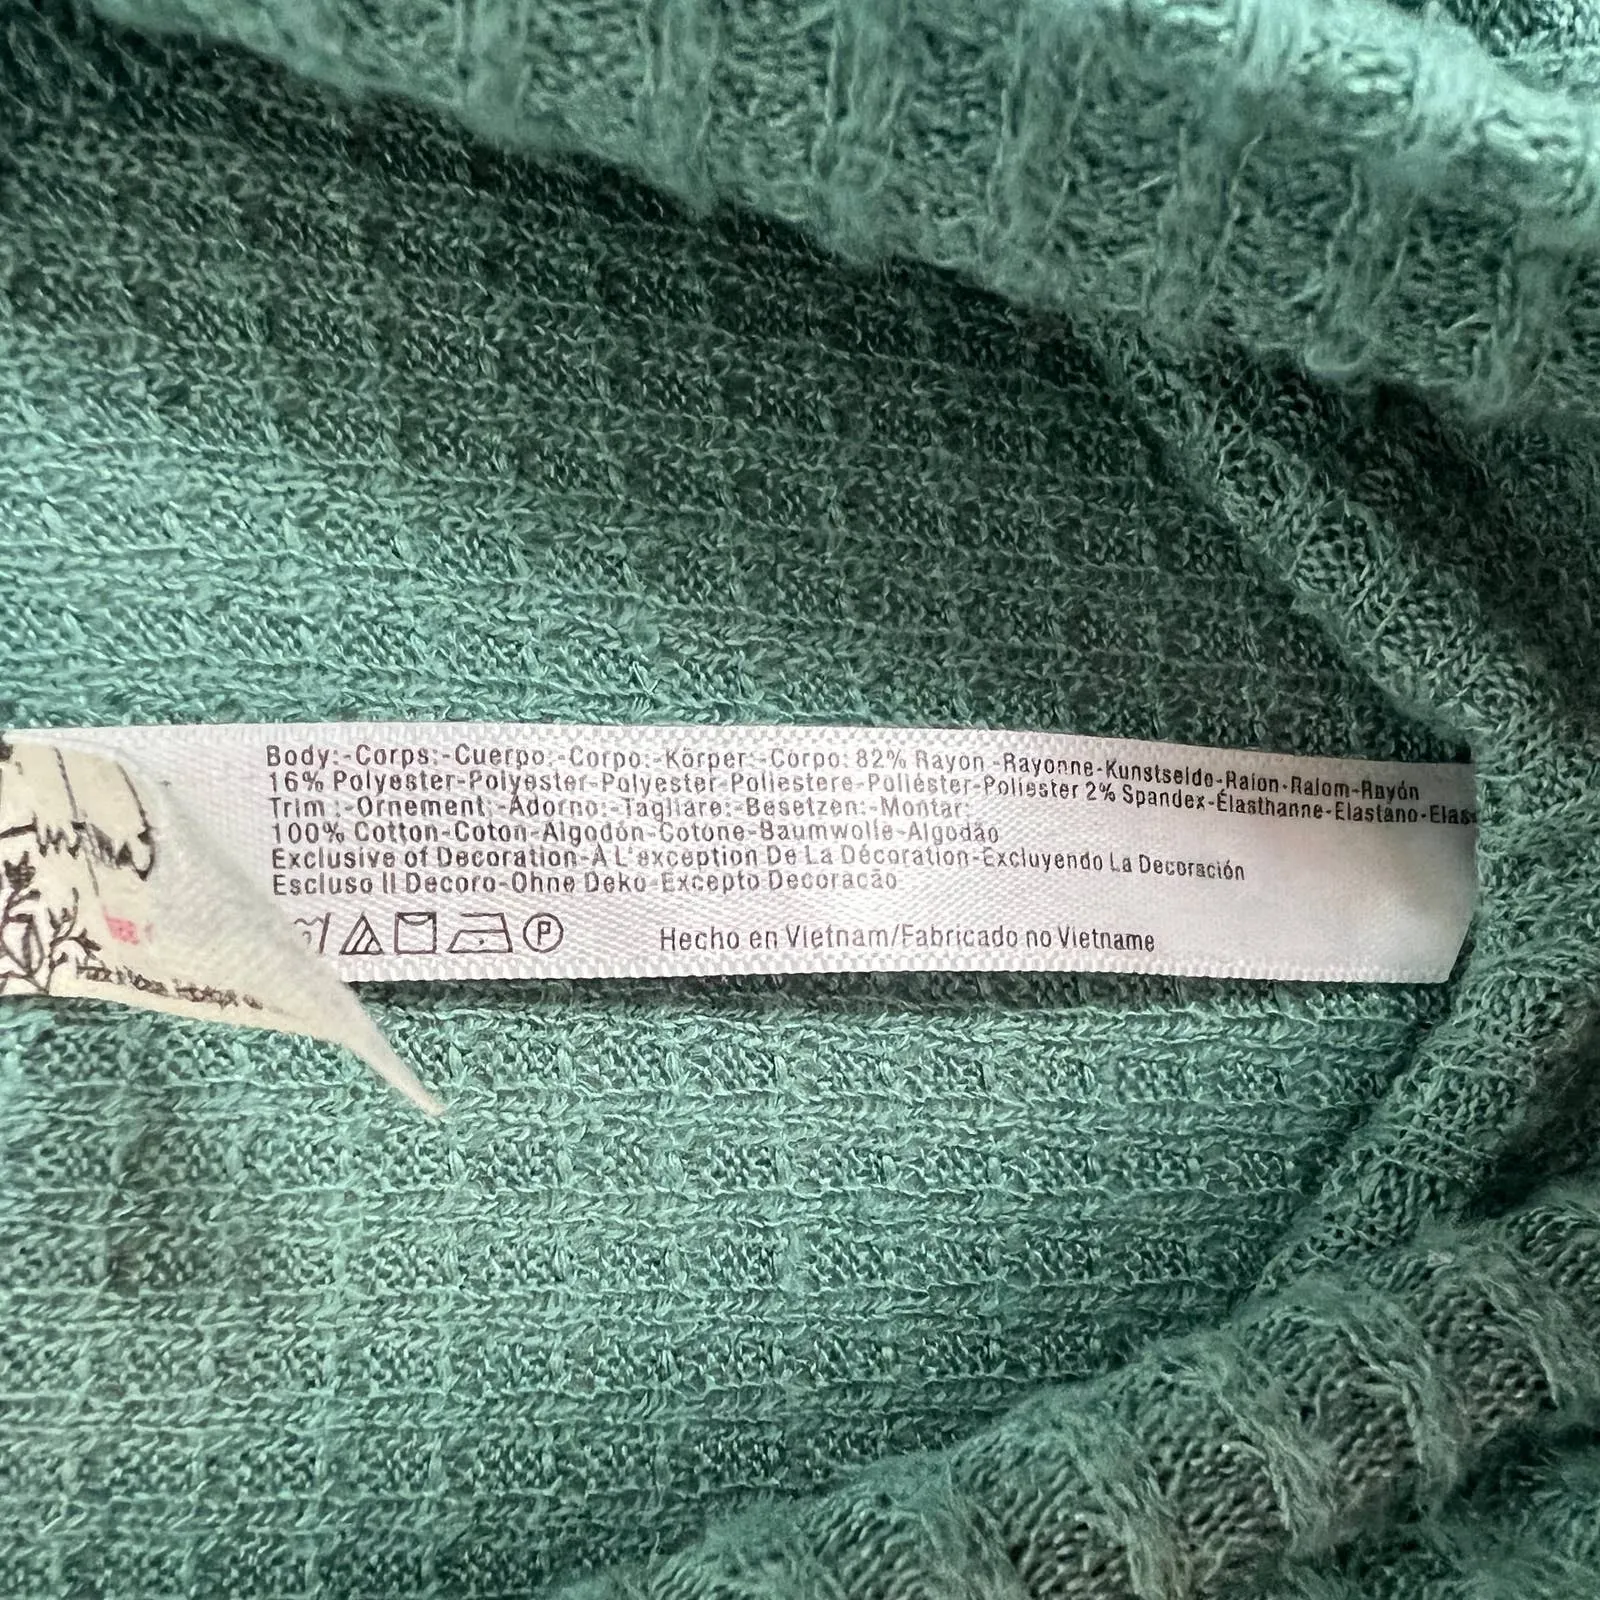 Body:-Corps:-Cuerpo:-Corpo:-Körper:-Corpo: 82% Rayon-Rayonne-Kunstseide-Raion-Raiom-Rayón
16% Polyester-Polyester-Polyester-Poliestere-Poliéster-Poliester 2% Spandex-Élasthanne-Elastano-Elas
Trim:-Ornement:-Adorno:-Tagliare:-Besetzen:-Montar:
100% Cotton-Coton-Algodón-Cotone-Baumwolle-Algodão
Exclusive of Decoration-À L'exception De La Décoration-Excluyendo La Decoración
Escluso Il Decoro-Ohne Deko-Excepto Decoracão
P
Hecho en Vietnam/Fabricado no Vietname